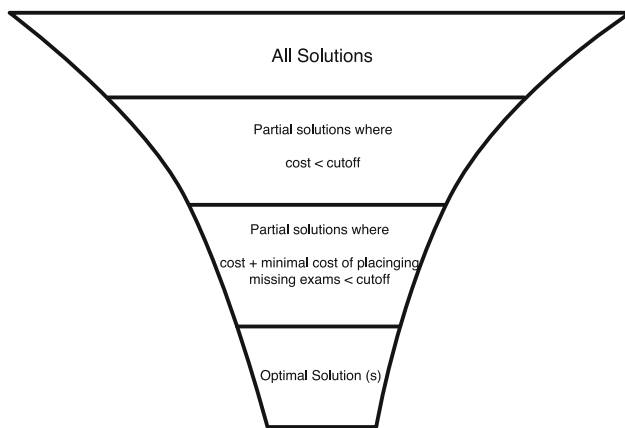 All Solutions
Partial solutions where
cost < cutoff
Partial solutions where
cost + minimal cost of placinging
missing exams < cutoff
Optimal Solution (s)